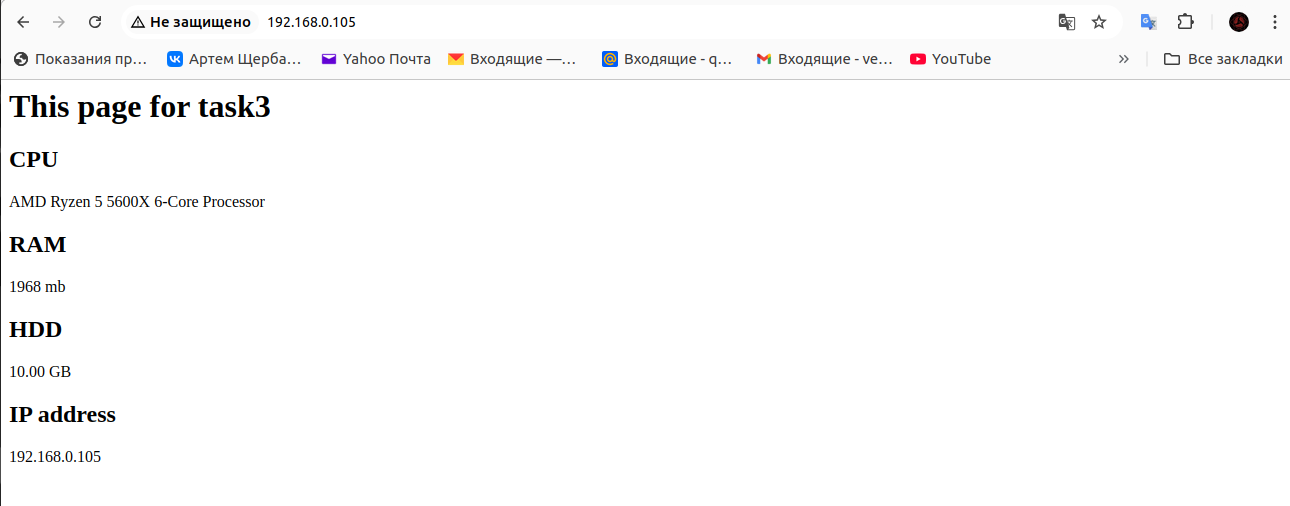 Не защищено 192.168.0.105
Показания пр... Артем Щерба... Yahoo Почта Входящие —... Входящие - q... Входящие - ve... YouTube » Все закладки
This page for task3
CPU
AMD Ryzen 5 5600X 6-Core Processor
RAM
1968 mb
HDD
10.00 GB
IP address
192.168.0.105